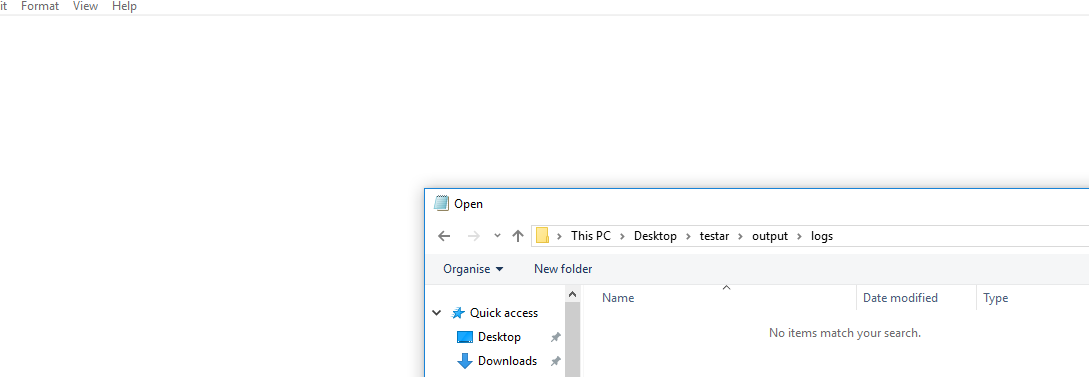 it Format View Help
Open
This PC Desktop testar output logs
Organise New folder
Name Date modified Type
Quick access
No items match your search.
Desktop
Downloads